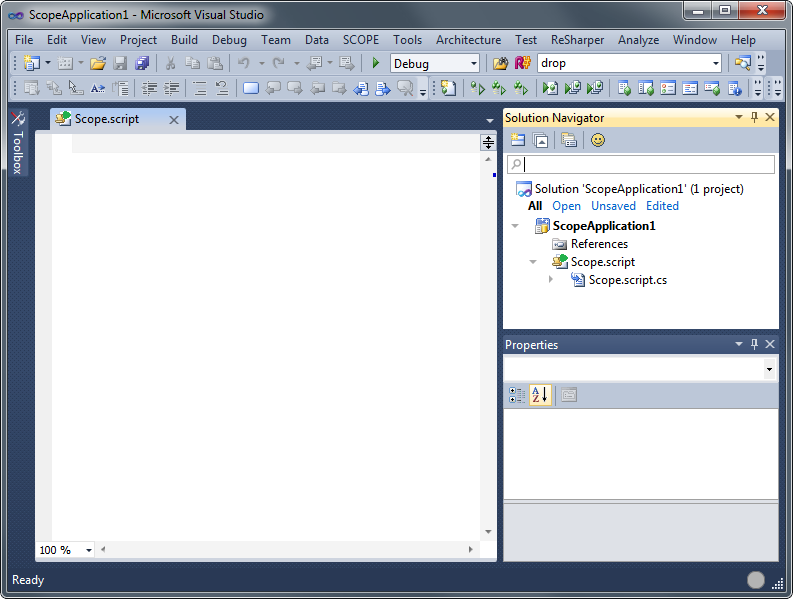 ScopeApplication1 - Microsoft Visual Studio
File Edit View Project Build Debug Team Data SCOPE Tools Architecture Test ReSharper Analyze Window Help
Debug drop
Toolbox
Scope.script
Solution Navigator
Solution 'ScopeApplication1' (1 project)
All Open Unsaved Edited
ScopeApplication1
References
Scope.script
Scope.script.cs
Properties
100 %
Ready